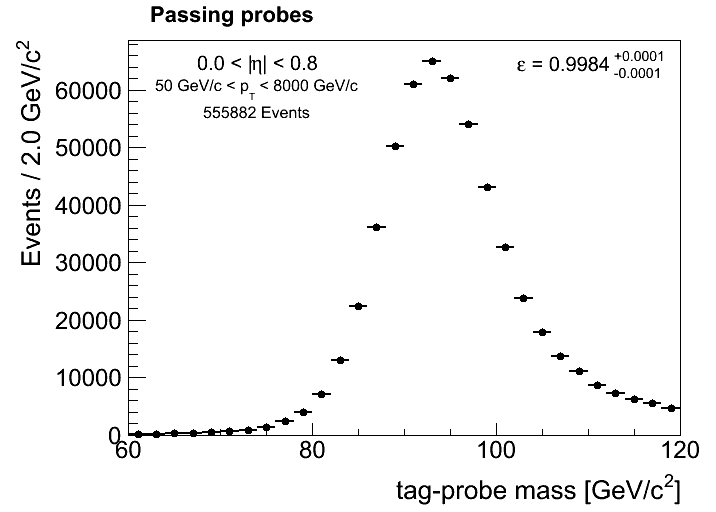 Passing probes
0.0 < |η| < 0.8
50 GeV/c < p_T < 8000 GeV/c
555882 Events
ε = 0.9984 +0.0001 -0.0001
Events / 2.0 GeV/c²
60000
50000
40000
30000
20000
10000
0
60 80 100 120
tag-probe mass [GeV/c²]